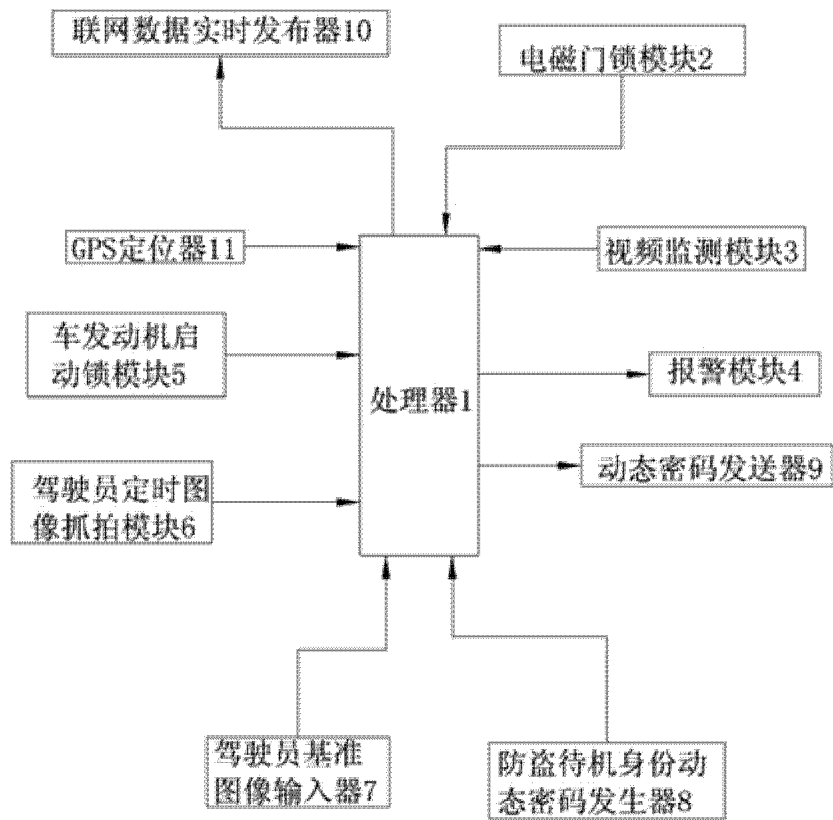 联网数据实时发布器10
电磁门锁模块2
GPS定位器11
视频监测模块3
车发动机启
动锁模块5
报警模块4
处理器1
动态密码发送器9
驾驶员定时图
像抓拍模块6
驾驶员基准
图像输入器7
防盗待机身份动
态密码发生器8